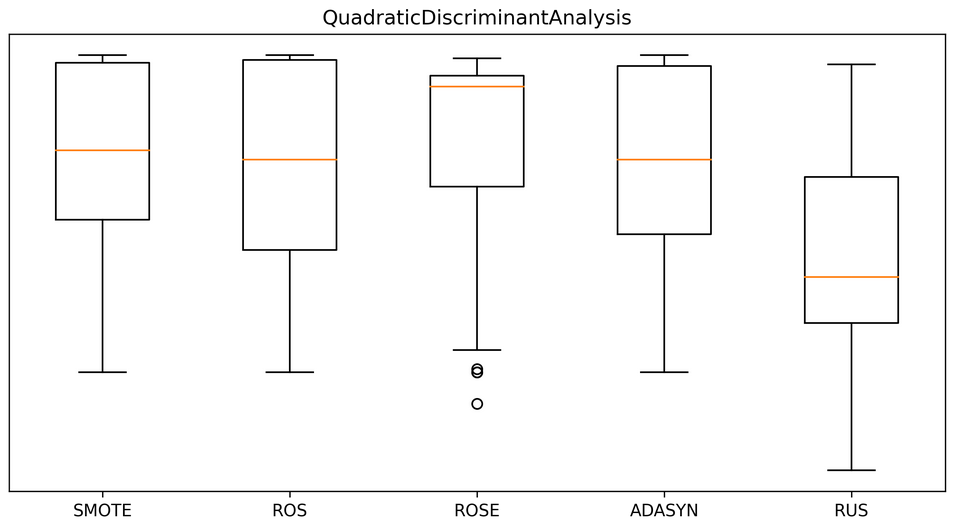 QuadraticDiscriminantAnalysis
SMOTE ROS ROSE ADASYN RUS